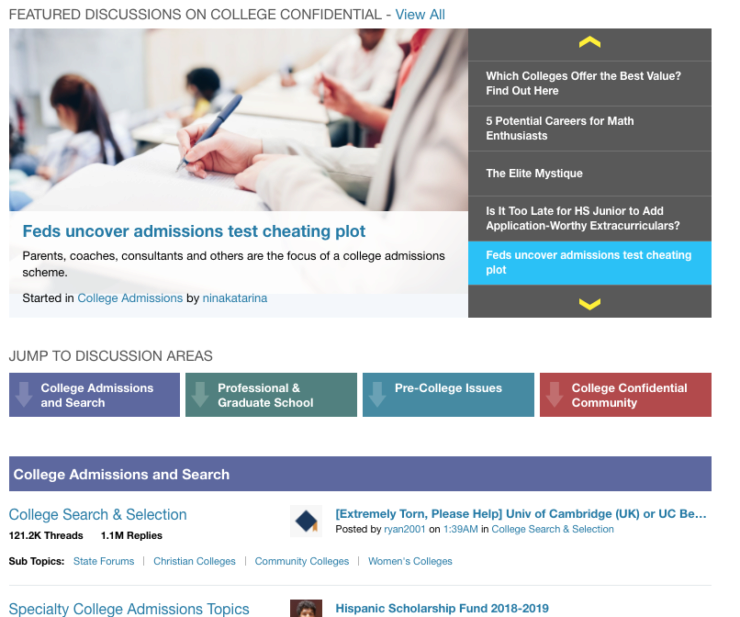 FEATURED DISCUSSIONS ON COLLEGE CONFIDENTIAL - View All
Feds uncover admissions test cheating plot
Parents, coaches, consultants and others are the focus of a college admissions
scheme.
Started in College Admissions by ninakatarina
Which Colleges Offer the Best Value?
Find Out Here
5 Potential Careers for Math
Enthusiasts
The Elite Mystique
Is It Too Late for HS Junior to Add
Application-Worthy Extracurriculars?
Feds uncover admissions test cheating
plot
JUMP TO DISCUSSION AREAS
College Admissions
and Search
Professional &
Graduate School
Pre-College Issues
College Confidential
Community
College Admissions and Search
College Search & Selection
121.2K Threads 1.1M Replies
[Extremely Torn, Please Help] Univ of Cambridge (UK) or UC Be...
Posted by ryan2001 on 1:39AM in College Search & Selection
Sub Topics: State Forums | Christian Colleges | Community Colleges | Women's Colleges
Specialty College Admissions Topics
Hispanic Scholarship Fund 2018-2019